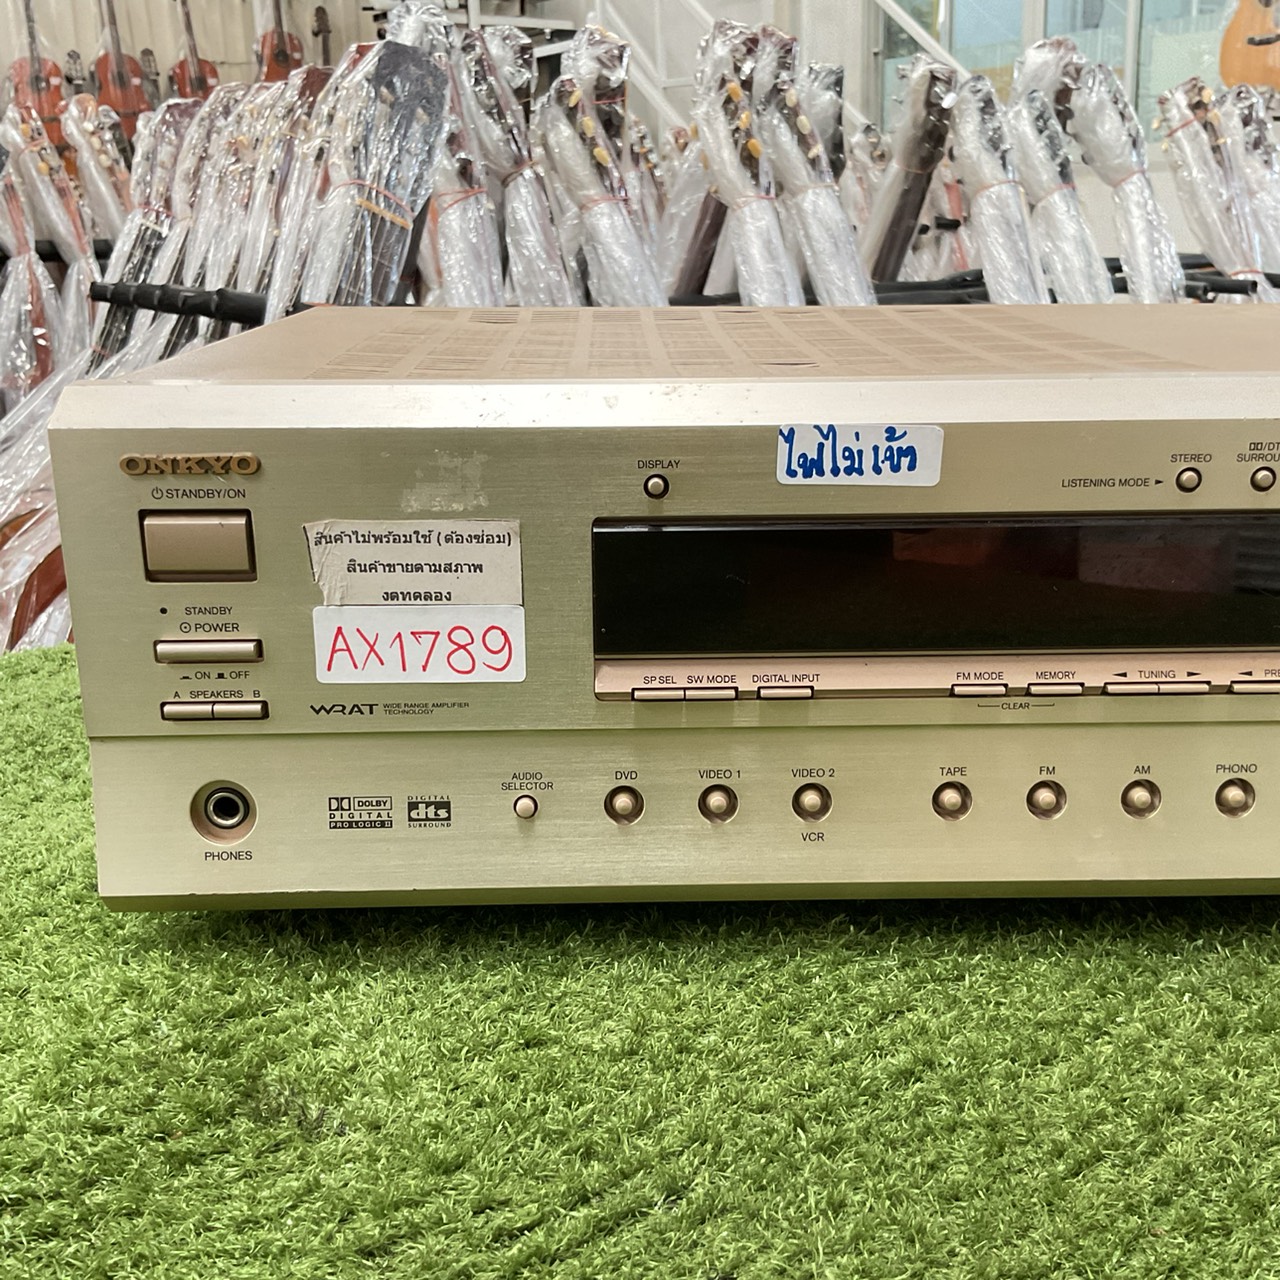 ONKYO
STANDBY/ON
DISPLAY
ไฟไม่เข้า
LISTENING MODE
STEREO
สินค้าไม่พร้อมใช้ (ต้องซ่อม)
สินค้าขายตามสภาพ
งดทดลอง
AX1789
STANDBY
POWER
ON OFF
A SPEAKERS B
WRAT WIDE RANGE AMPLIFIER
TECHNOLOGY
SP SEL SW MODE DIGITAL INPUT
FM MODE MEMORY TUNING
CLEAR
PHONES
DOLBY
DIGITAL
PRO LOGIC II
DIGITAL
dts
SURROUND
AUDIO
SELECTOR
DVD
VIDEO 1
VIDEO 2
VCR
TAPE
FM
AM
PHONO